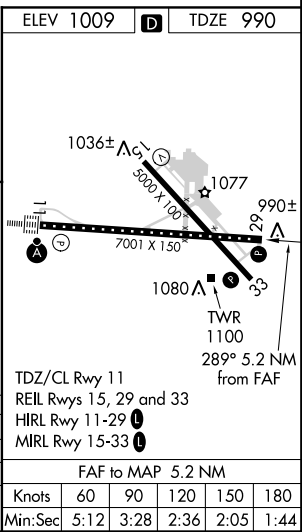 ELEV 1009 D TDZE 990
1036±
V
15
5000 X 100
1077
990±
11
29
7001 X 150
A
P
P
1080
P
33
TWR
1100
289° 5.2 NM
from FAF
TDZ/CL Rwy 11
REIL Rwys 15, 29 and 33
HIRL Rwy 11-29 L
MIRL Rwy 15-33 L
FAF to MAP 5.2 NM
Knots 60 90 120 150 180
Min:Sec 5:12 3:28 2:36 2:05 1:44